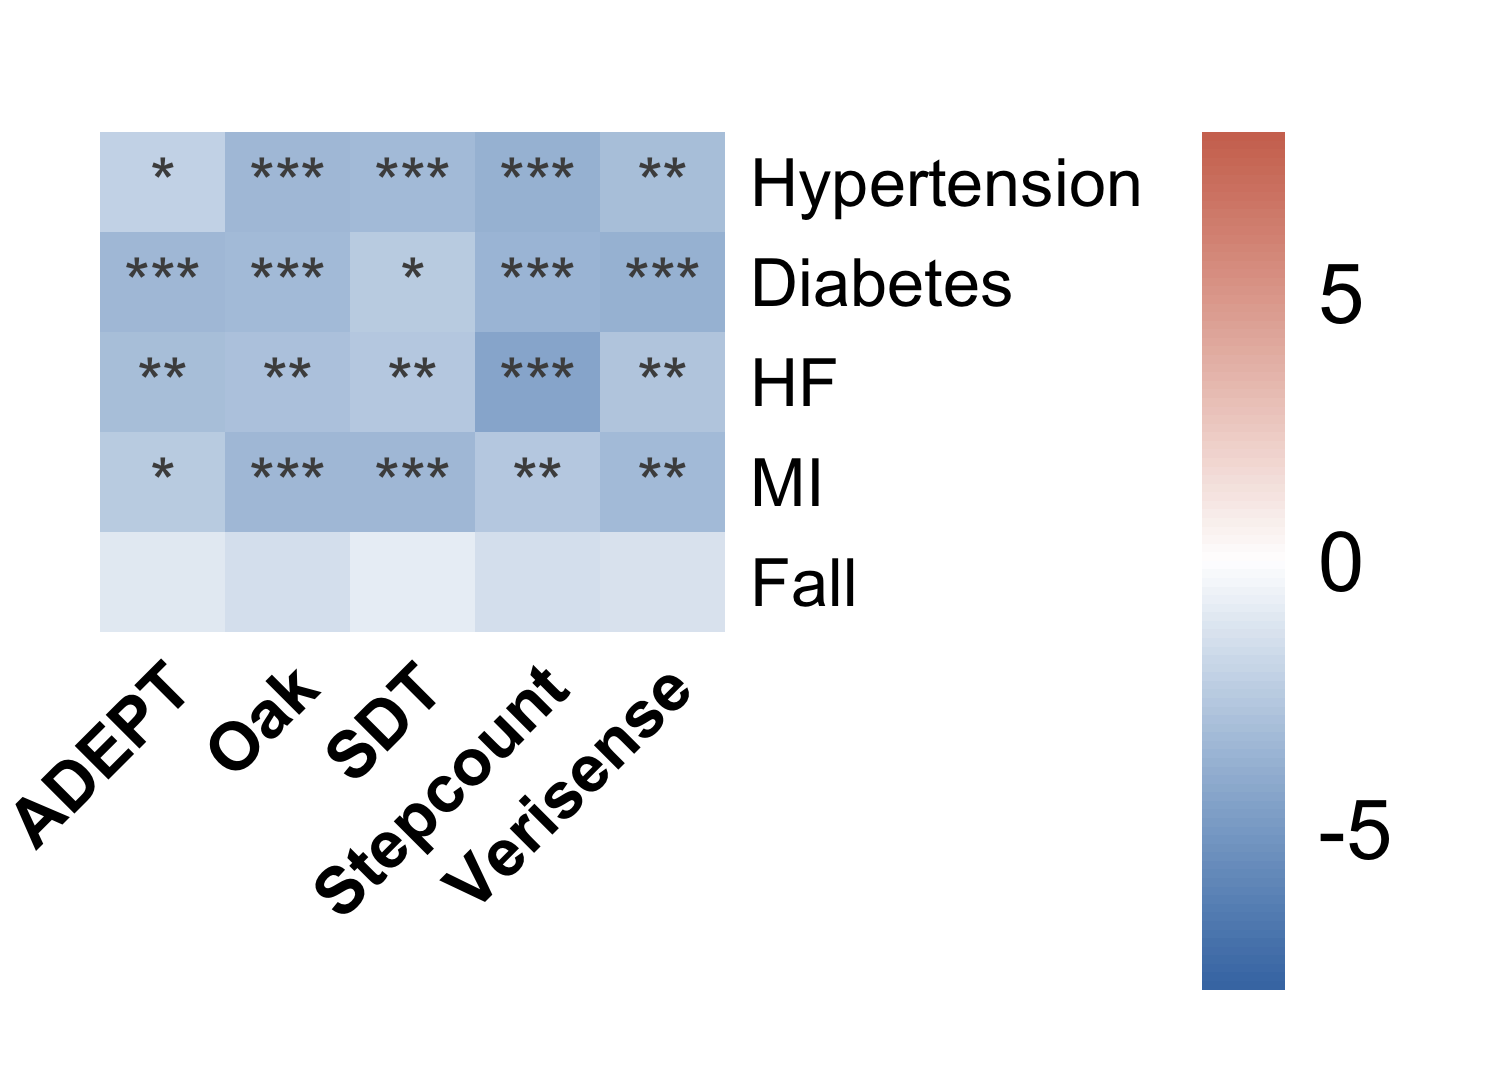 * *** *** *** ** Hypertension
*** *** * *** *** Diabetes
** ** ** *** ** HF
* *** *** ** ** MI
Fall
ADEPT
Oak
SDT
Stepcount
Verisense
5
0
-5